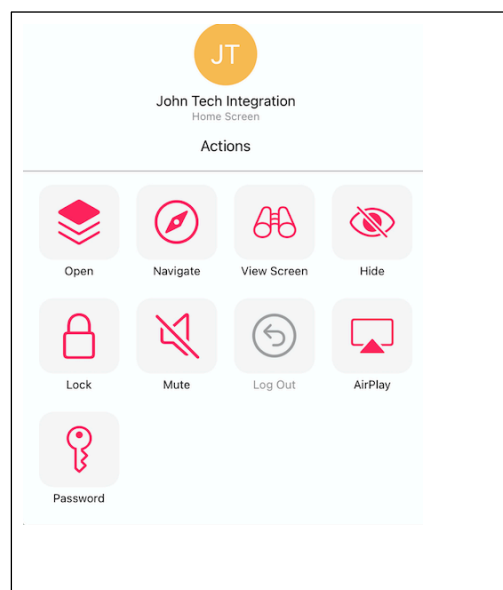 JT
John Tech Integration
Home Screen
Actions
Open
Navigate
View Screen
Hide
Lock
Mute
Log Out
AirPlay
Password